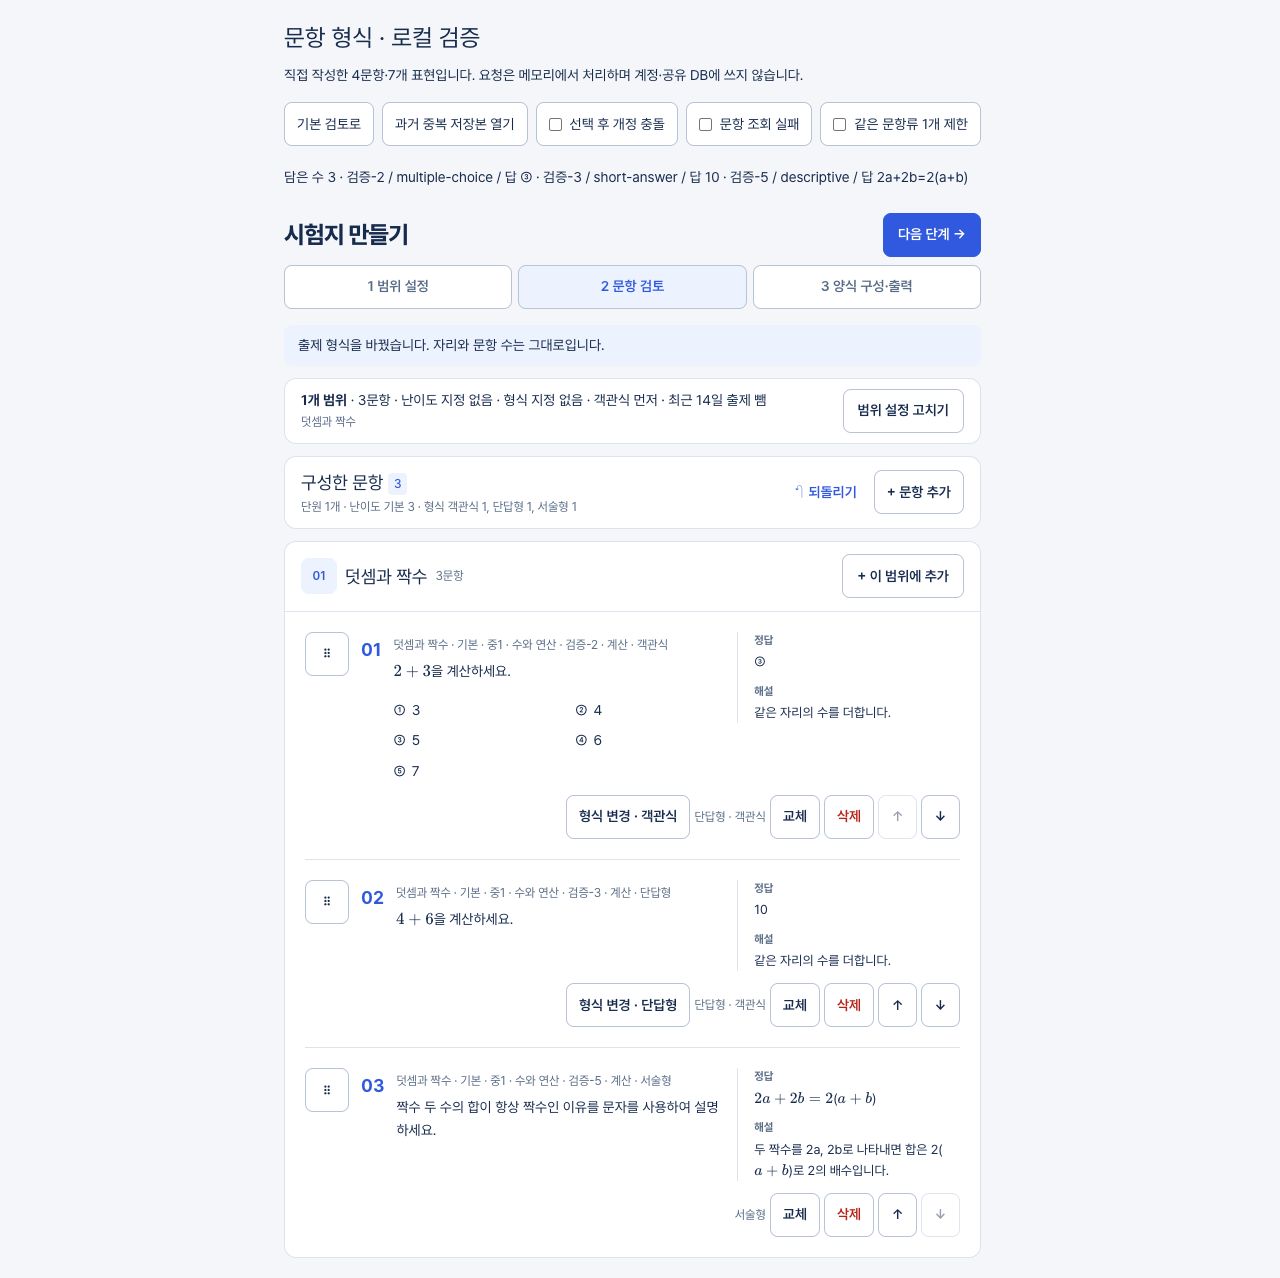 문항 형식 · 로컬 검증
직접 작성한 4문항·7개 표현입니다. 요청은 메모리에서 처리하며 계정·공유 DB에 쓰지 않습니다.
기본 검토로
과거 중복 저장본 열기
선택 후 개정 충돌
문항 조회 실패
같은 문항류 1개 제한
담은 수 3 · 검증-2 / multiple-choice / 답 ③ · 검증-3 / short-answer / 답 10 · 검증-5 / descriptive / 답 2a+2b=2(a+b)
시험지 만들기
다음 단계 →
1 범위 설정
2 문항 검토
3 양식 구성·출력
출제 형식을 바꿨습니다. 자리와 문항 수는 그대로입니다.
1개 범위 · 3문항 · 난이도 지정 없음 · 형식 지정 없음 · 객관식 먼저 · 최근 14일 출제 뺌
덧셈과 짝수
범위 설정 고치기
구성한 문항 3
단원 1개 · 난이도 기본 3 · 형식 객관식 1, 단답형 1, 서술형 1
되돌리기
+ 문항 추가
01 덧셈과 짝수 3문항
+ 이 범위에 추가
01
덧셈과 짝수 · 기본 · 중1 · 수와 연산 · 검증-2 · 계산 · 객관식
2 + 3을 계산하세요.
① 3
② 4
③ 5
④ 6
⑤ 7
정답
③
해설
같은 자리의 수를 더합니다.
형식 변경 · 객관식
단답형 · 객관식
교체
삭제
↑
↓
02
덧셈과 짝수 · 기본 · 중1 · 수와 연산 · 검증-3 · 계산 · 단답형
4 + 6을 계산하세요.
정답
10
해설
같은 자리의 수를 더합니다.
형식 변경 · 단답형
단답형 · 객관식
교체
삭제
↑
↓
03
덧셈과 짝수 · 기본 · 중1 · 수와 연산 · 검증-5 · 계산 · 서술형
짝수 두 수의 합이 항상 짝수인 이유를 문자를 사용하여 설명
하세요.
정답
2a + 2b = 2(a + b)
해설
두 짝수를 2a, 2b로 나타내면 합은 2(
a + b)로 2의 배수입니다.
서술형
교체
삭제
↑
↓